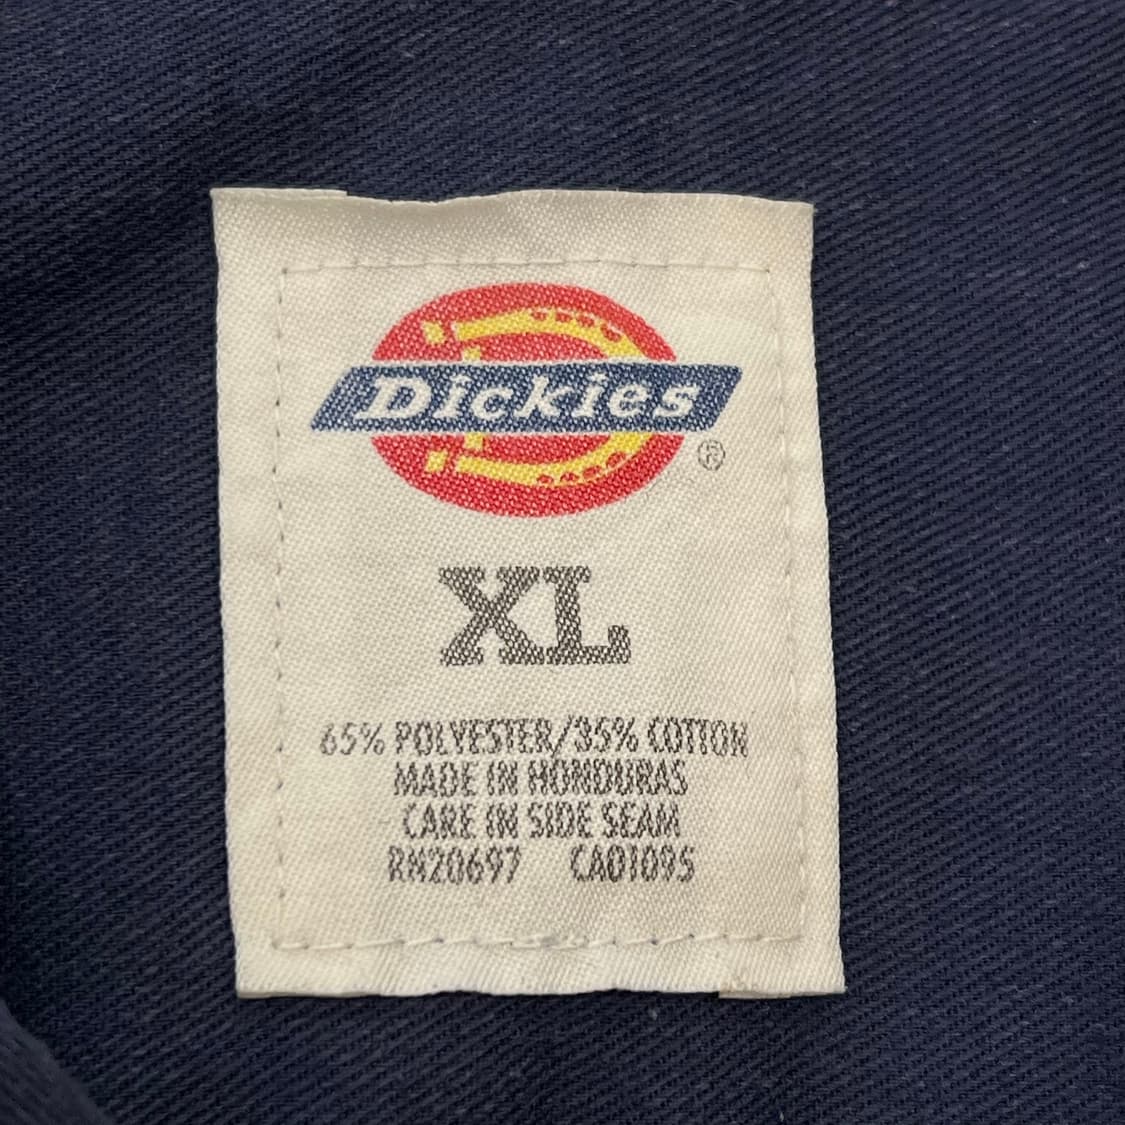 Dickies
®
XL
65% POLYESTER/35% COTTON
MADE IN HONDURAS
CARE IN SIDE SEAM
RN20697 CA01095